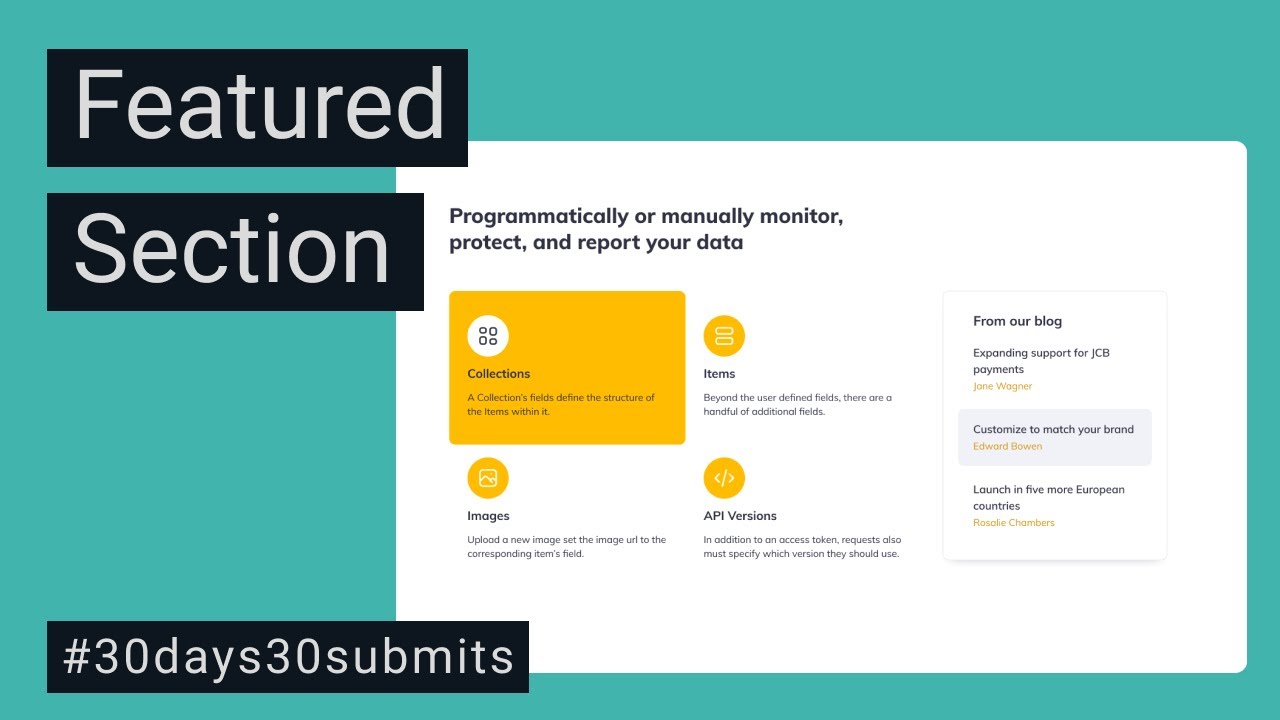 Featured
Section
Programmatically or manually monitor,
protect, and report your data
Collections
A Collection's fields define the structure of
the Items within it.
Items
Beyond the user defined fields, there are a
handful of additional fields.
Images
Upload a new image set the image url to the
corresponding item's field.
API Versions
In addition to an access token, requests also
must specify which version they should use.
From our blog
Expanding support for JCB
payments
Jane Wagner
Customize to match your brand
Edward Bowen
Launch in five more European
countries
Rosalie Chambers
#30days30submits